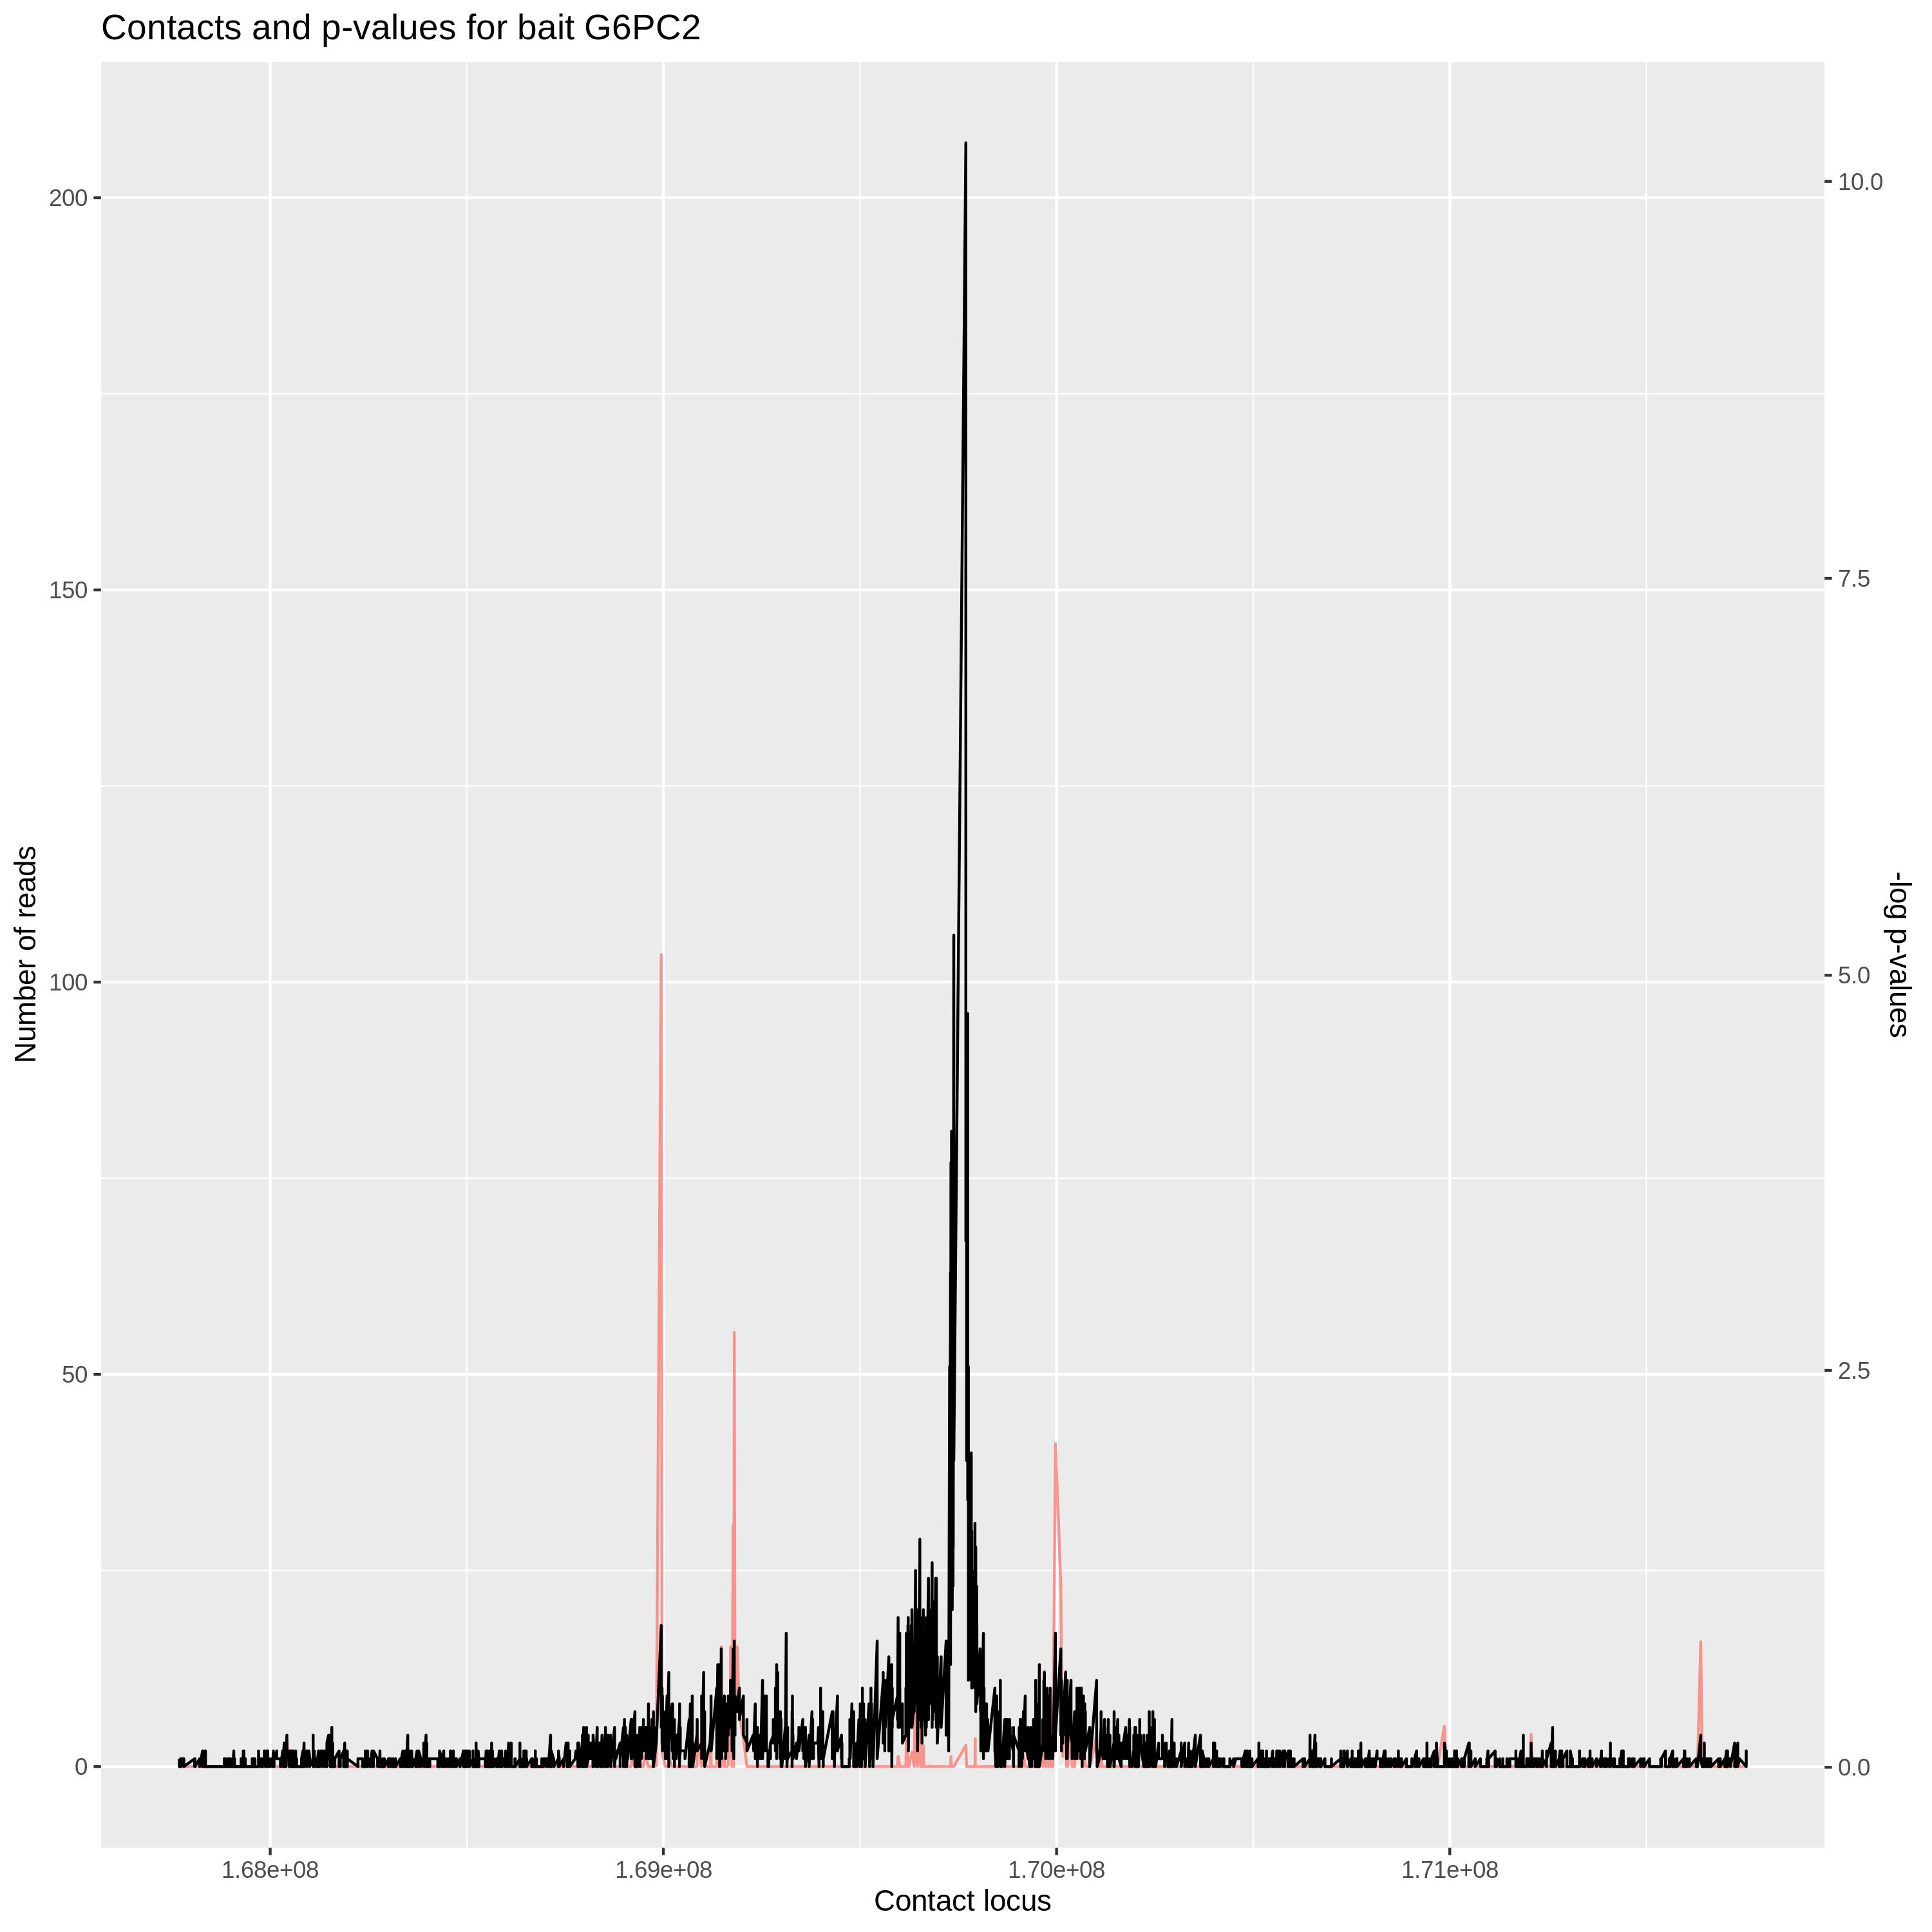 Contacts and p-values for bait G6PC2
200
150
100
50
0
Number of reads
10.0
7.5
5.0
2.5
0.0
-log p-values
1.68e+08
1.69e+08
1.70e+08
1.71e+08
Contact locus